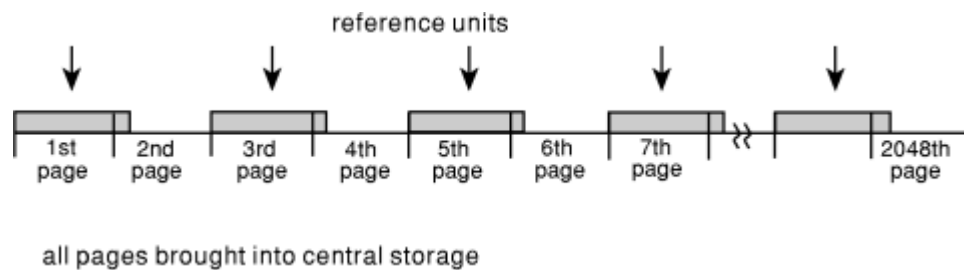 reference units
1st page
2nd page
3rd page
4th page
5th page
6th page
7th page
2048th page
all pages brought into central storage